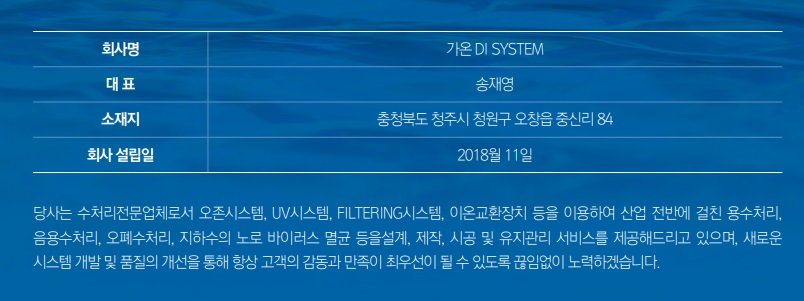 회사명 가온 DI SYSTEM
대 표 송재영
소재지 충청북도 청주시 청원구 오창읍 중신리 84
회사 설립일 2018월 11일
당사는 수처리전문업체로서 오존시스템, UV시스템, FILTERING시스템, 이온교환장치 등을 이용하여 산업 전반에 걸친 용수처리,
음용수처리, 오폐수처리, 지하수의 노로 바이러스 멸균 등을설계, 제작, 시공 및 유지관리 서비스를 제공해드리고 있으며, 새로운
시스템 개발 및 품질의 개선을 통해 항상 고객의 감동과 만족이 최우선이 될 수 있도록 끊임없이 노력하겠습니다.